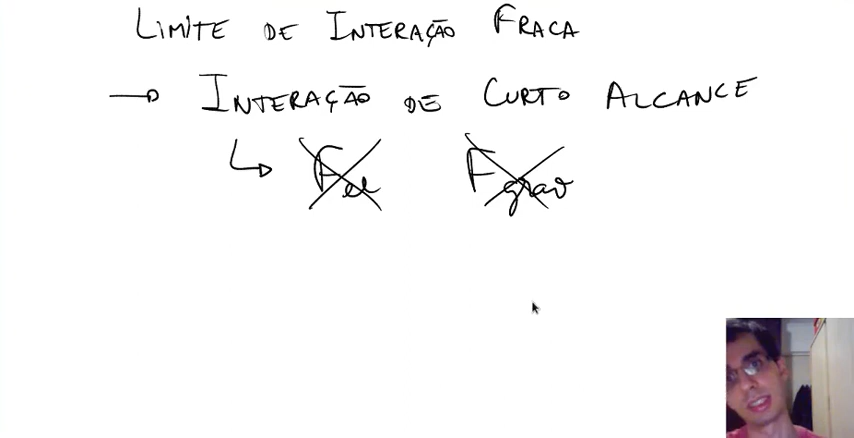 LIMITE DE INTERAÇÃO FRACA
→ INTERAÇÃO DE CURTO ALCANCE
↳ Fel Fgrav